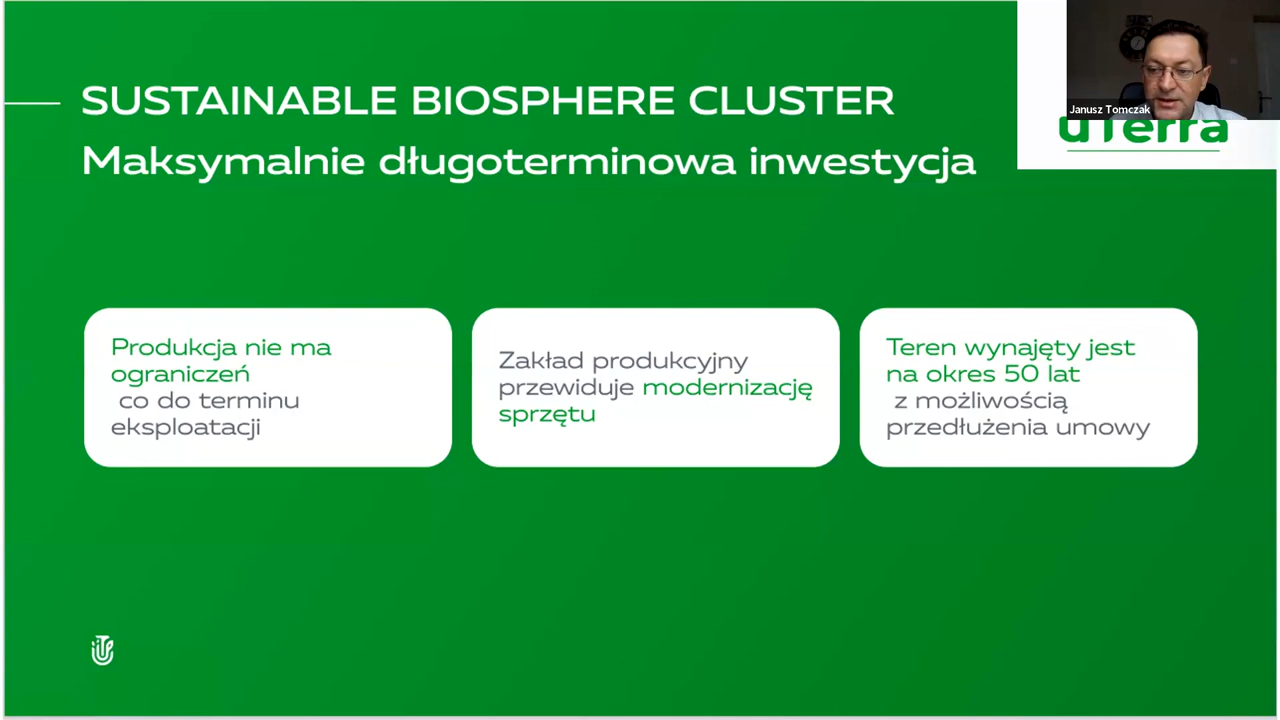 SUSTAINABLE BIOSPHERE CLUSTER
Maksymalnie długoterminowa inwestycja
Janusz Tomczak
uTerra
Produkcja nie ma
ograniczeń
co do terminu
eksploatacji
Zakład produkcyjny
przewiduje modernizację
sprzętu
Teren wynajęty jest
na okres 50 lat
z możliwością
przedłużenia umowy